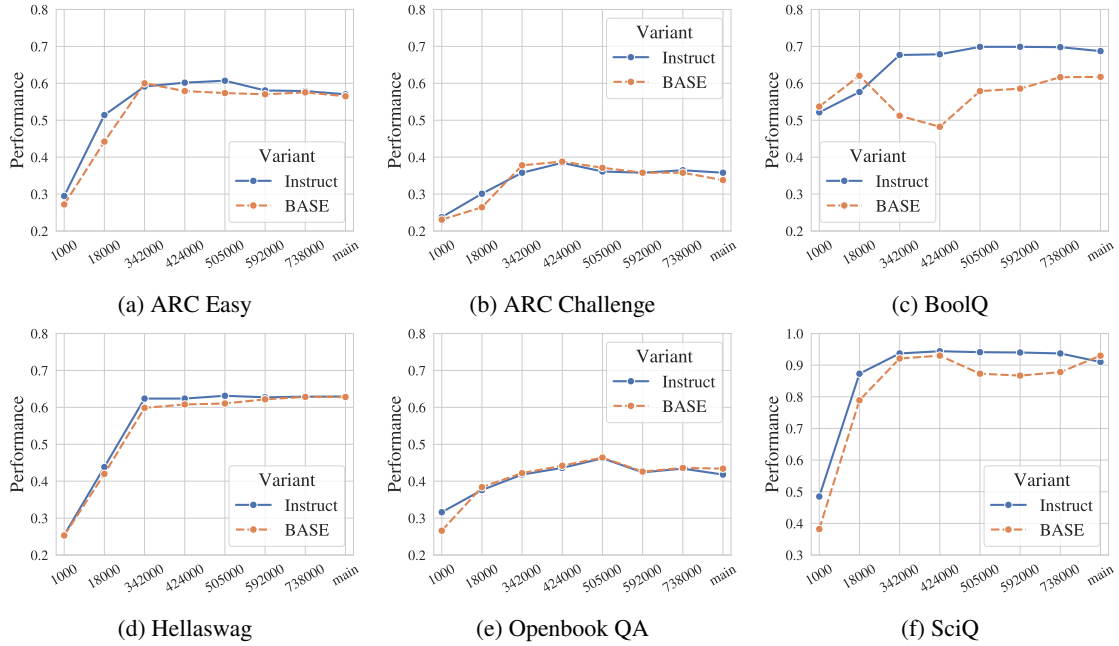 Performance
0.8
0.7
0.6
0.5
0.4
0.3
0.2
Variant
Instruct
BASE
1000
18000
342000
424000
505000
592000
738000
main
(a) ARC Easy
Performance
0.8
0.7
0.6
0.5
0.4
0.3
0.2
Variant
Instruct
BASE
1000
18000
342000
424000
505000
592000
738000
main
(b) ARC Challenge
Performance
0.8
0.7
0.6
0.5
0.4
0.3
0.2
Variant
Instruct
BASE
1000
18000
342000
424000
505000
592000
738000
main
(c) BoolQ
Performance
0.8
0.7
0.6
0.5
0.4
0.3
0.2
Variant
Instruct
BASE
1000
18000
342000
424000
505000
592000
738000
main
(d) Hellaswag
Performance
0.8
0.7
0.6
0.5
0.4
0.3
0.2
Variant
Instruct
BASE
1000
18000
342000
424000
505000
592000
738000
main
(e) Openbook QA
Performance
1.0
0.9
0.8
0.7
0.6
0.5
0.4
0.3
Variant
Instruct
BASE
1000
18000
342000
424000
505000
592000
738000
main
(f) SciQ